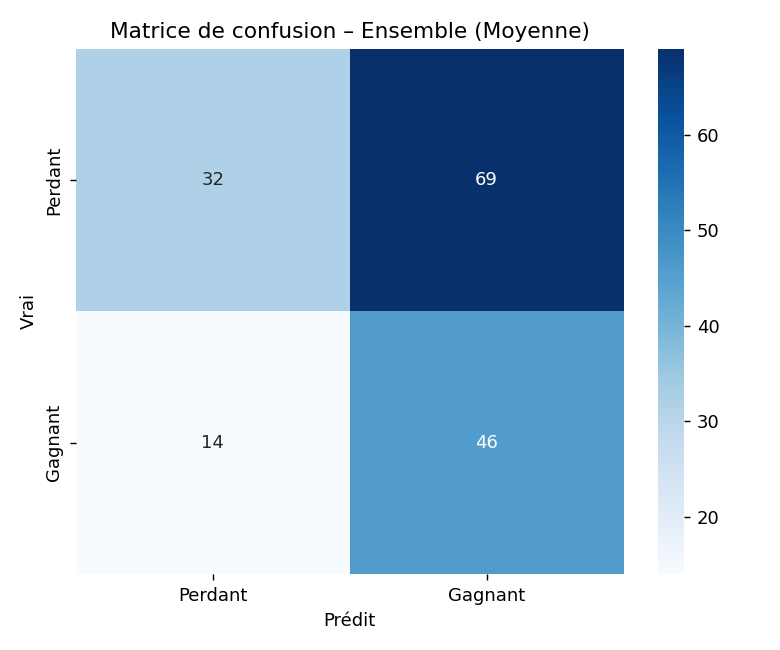 Matrice de confusion – Ensemble (Moyenne)
Perdant
32
69
60
50
Vrai
40
30
Gagnant
14
46
20
Perdant
Gagnant
Prédit